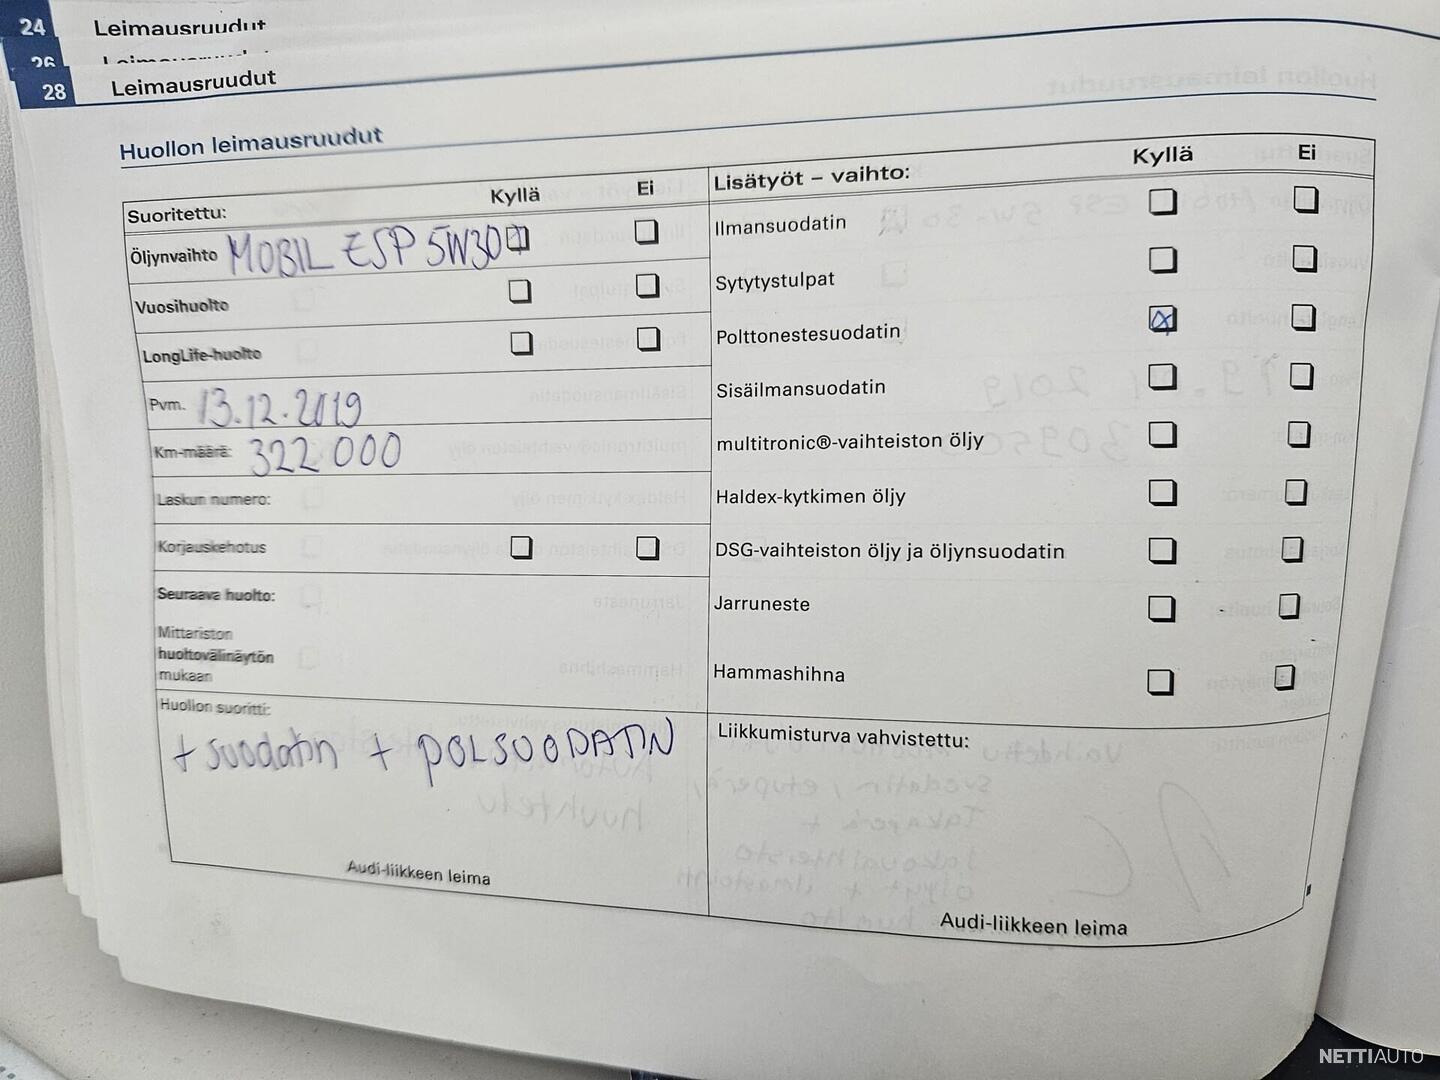 24 Leimausruudut
26
28 Leimausruudut
Huollon leimausruudut
Suoritettu: Kyllä Ei
Öljynvaihto MOBIL ESP 5W30
Vuosihuolto
LongLife-huolto
Pvm. 13.12.2019
Km-määrä: 322 000
Laskun numero:
Korjauskehotus
Seuraava huolto:
Mittariston
huoltovälinäytön
mukaan
Huollon suoritti:
+ suodatin + POLSUODATIN
Audi-liikkeen leima
Lisätyöt – vaihto: Kyllä Ei
Ilmansuodatin
Sytytystulpat
Polttonestesuodatin
Sisäilmansuodatin
multitronic®-vaihteiston öljy
Haldex-kytkimen öljy
DSG-vaihteiston öljy ja öljynsuodatin
Jarruneste
Hammashihna
Liikkumisturva vahvistettu:
Audi-liikkeen leima
NETTIAUTO